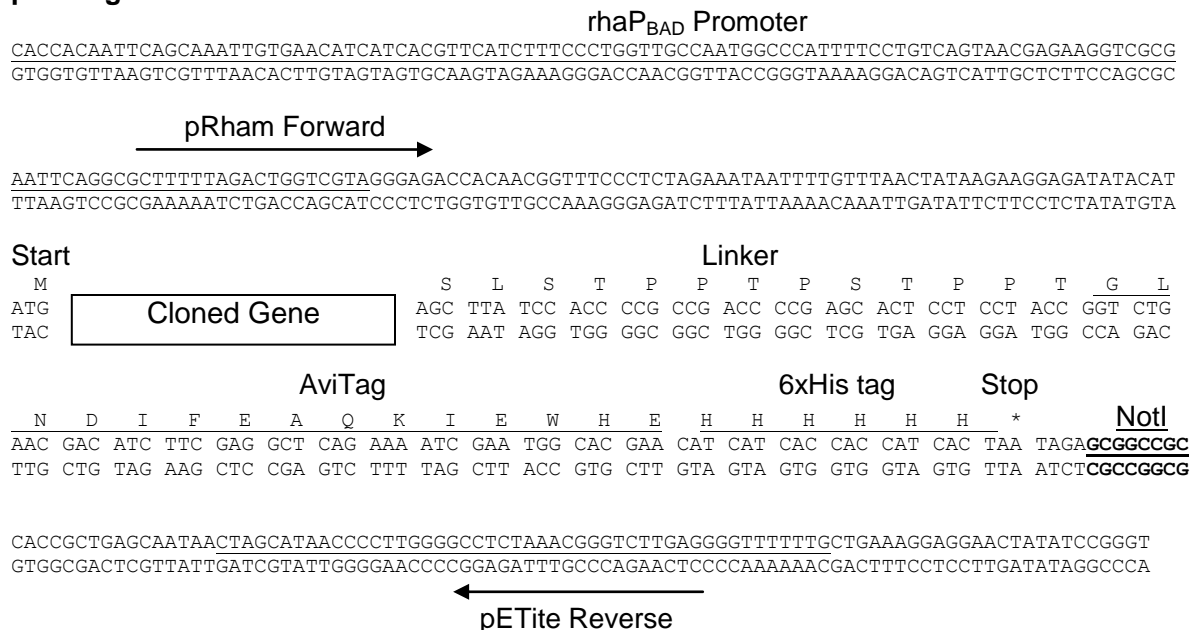 rhaPBAD Promoter
CACCACAATTCAGCAAATTGTGAACATCATCACGTTCATCTTTCCCTGGTTGCCAATGGCCCATTTTCCTGTCAGTAACGAGAAGGTCGCG
GTGGTGTTAAGTCGTTTAACACTTGTAGTAGTGCAAGTAGAAAGGGACCAACGGTTACCGGGTAAAAGGACAGTCATTGCTCTTCCAGCGC
pRham Forward
AATTCAGGCGCTTTTTAGACTGGTCGTAGGGAGACCACAACGGTTTCCCTCTAGAAATAATTTTGTTTAACTATAAGAAGGAGATATACAT
TTAAGTCCGCGAAAAATCTGACCAGCATCCCTCTGGTGTTGCCAAAGGGAGATCTTTATTAAAACAAATTGATATTCTTCCTCTATATGTA
Start Linker
M S L S T P P T P S T P P T G L
ATG Cloned Gene AGC TTA TCC ACC CCG CCG ACC CCG AGC ACT CCT CCT ACC GGT CTG
TAC TCG AAT AGG TGG GGC GGC TGG GGC TCG TGA GGA GGA TGG CCA GAC
AviTag 6xHis tag Stop
N D I F E A Q K I E W H E H H H H H H * NotI
AAC GAC ATC TTC GAG GCT CAG AAA ATC GAA TGG CAC GAA CAT CAT CAC CAC CAT CAC TAA TAGAGCGGCCGC
TTG CTG TAG AAG CTC CGA GTC TTT TAG CTT ACC GTG CTT GTA GTA GTG GTG GTA GTG TTA ATCTCGCCGGCG
CACCGCTGAGCAATAACTAGCATAACCCCTTGGGGCCTCTAAACGGGTCTTGAGGGGTTTTTTGCTGAAAGGAGGAACTATATCCGGGT
GTGGCGACTCGTTATTGATCGTATTGGGGAACCCCGGAGATTTGCCCAGAACTCCCCAAAAAACGACTTTCCTCCTTGATATAGGCCCA
pETite Reverse